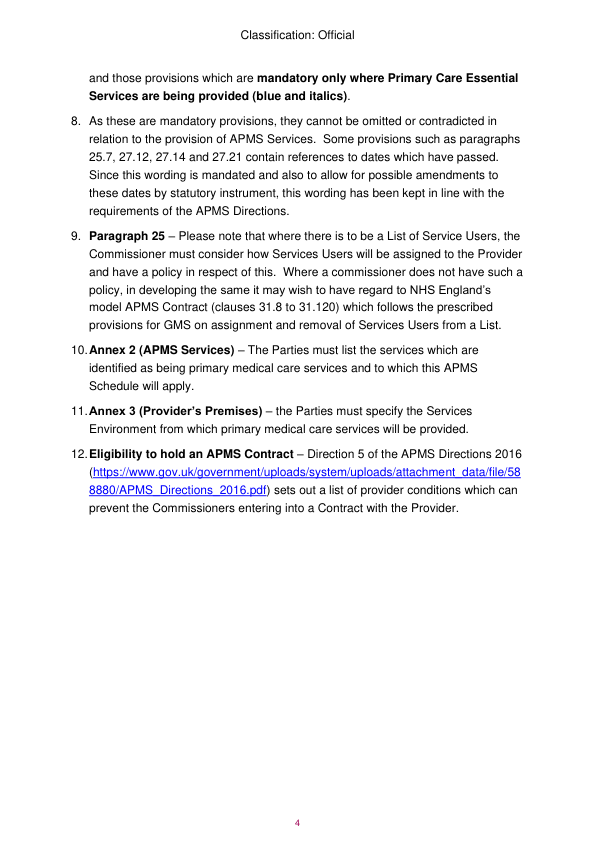 Classification: Official
and those provisions which are mandatory only where Primary Care Essential
Services are being provided (blue and italics).
8. As these are mandatory provisions, they cannot be omitted or contradicted in
relation to the provision of APMS Services.  Some provisions such as paragraphs
25.7, 27.12, 27.14 and 27.21 contain references to dates which have passed.
Since this wording is mandated and also to allow for possible amendments to
these dates by statutory instrument, this wording has been kept in line with the
requirements of the APMS Directions.
9. Paragraph 25 – Please note that where there is to be a List of Service Users, the
Commissioner must consider how Services Users will be assigned to the Provider
and have a policy in respect of this.  Where a commissioner does not have such a
policy, in developing the same it may wish to have regard to NHS England's
model APMS Contract (clauses 31.8 to 31.120) which follows the prescribed
provisions for GMS on assignment and removal of Services Users from a List.
10. Annex 2 (APMS Services) – The Parties must list the services which are
identified as being primary medical care services and to which this APMS
Schedule will apply.
11. Annex 3 (Provider's Premises) – the Parties must specify the Services
Environment from which primary medical care services will be provided.
12. Eligibility to hold an APMS Contract – Direction 5 of the APMS Directions 2016
(https://www.gov.uk/government/uploads/system/uploads/attachment_data/file/58
8880/APMS_Directions_2016.pdf) sets out a list of provider conditions which can
prevent the Commissioners entering into a Contract with the Provider.
4